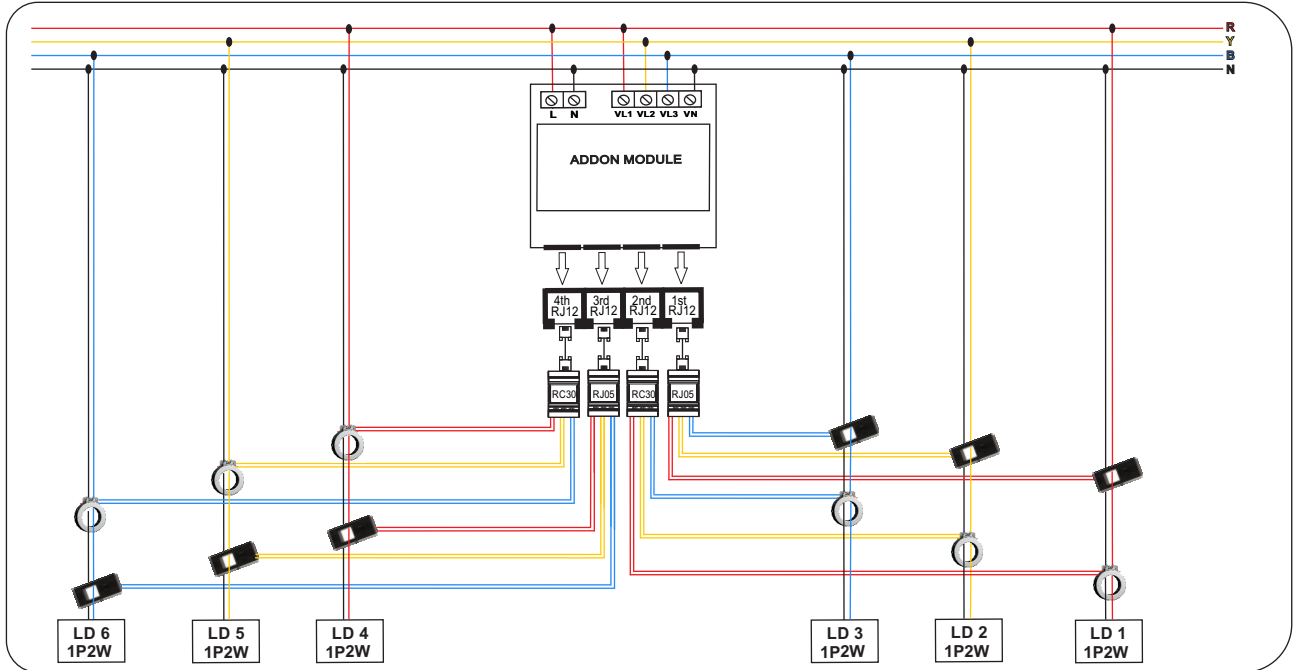 R
Y
B
N
L N VL1 VL2 VL3 VN
ADDON MODULE
4th
RJ12
3rd
RJ12
2nd
RJ12
1st
RJ12
RC30
RJ05
RC30
RJ05
LD 6
1P2W
LD 5
1P2W
LD 4
1P2W
LD 3
1P2W
LD 2
1P2W
LD 1
1P2W